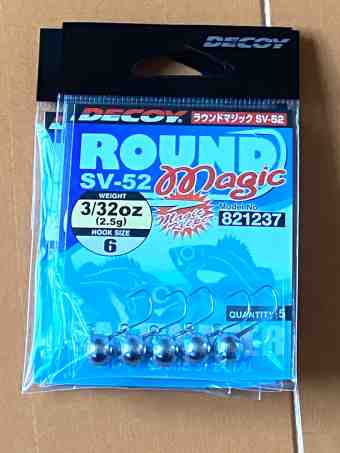 DECOY
DECOY
ラウンドマジック SV-52
ROUND
magic
SV-52
WEIGHT
3/32oz
(2.5g)
HOOK SIZE
6
Model No
821237
QUANTITY:5